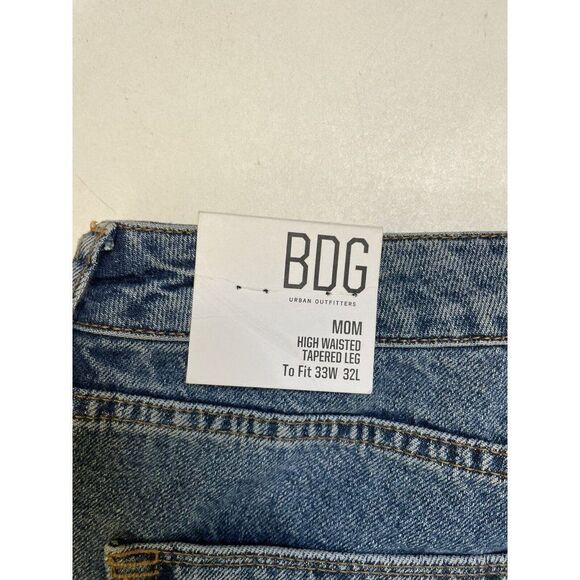 BDG
URBAN OUTFITTERS
MOM
HIGH WAISTED
TAPERED LEG
To Fit 33W 32L